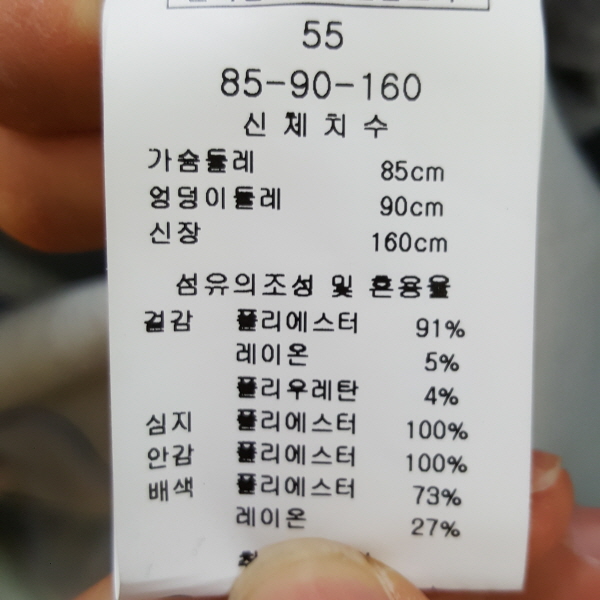 55
85-90-160
신 체 치 수
가슴둘레 85cm
엉덩이둘레 90cm
신장 160cm
섬유의조성 및 혼용율
겉감 폴리에스터 91%
레이온 5%
폴리우레탄 4%
심지 폴리에스터 100%
안감 폴리에스터 100%
배색 폴리에스터 73%
레이온 27%